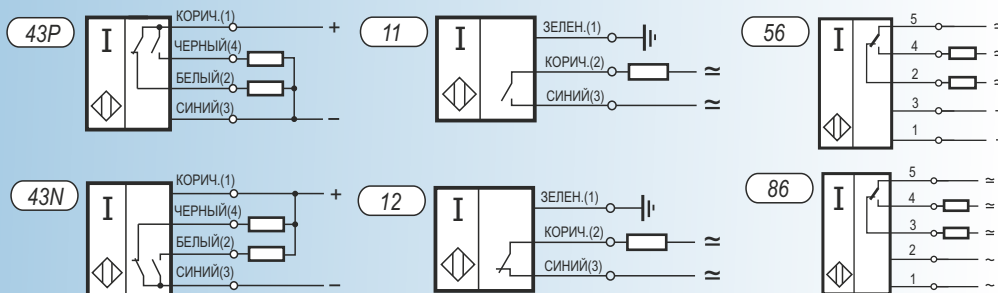 43P
I
КОРИЧ.(1)
+
ЧЕРНЫЙ(4)
БЕЛЫЙ(2)
СИНИЙ(3)
–
11
I
ЗЕЛЕН.(1)
КОРИЧ.(2)
≃
СИНИЙ(3)
≃
56
I
5
4
2
3
1
43N
I
КОРИЧ.(1)
+
ЧЕРНЫЙ(4)
БЕЛЫЙ(2)
СИНИЙ(3)
–
12
I
ЗЕЛЕН.(1)
КОРИЧ.(2)
≃
СИНИЙ(3)
≃
86
I
5 ≃
4 ≃
3 ≃
2 ~
1 ~